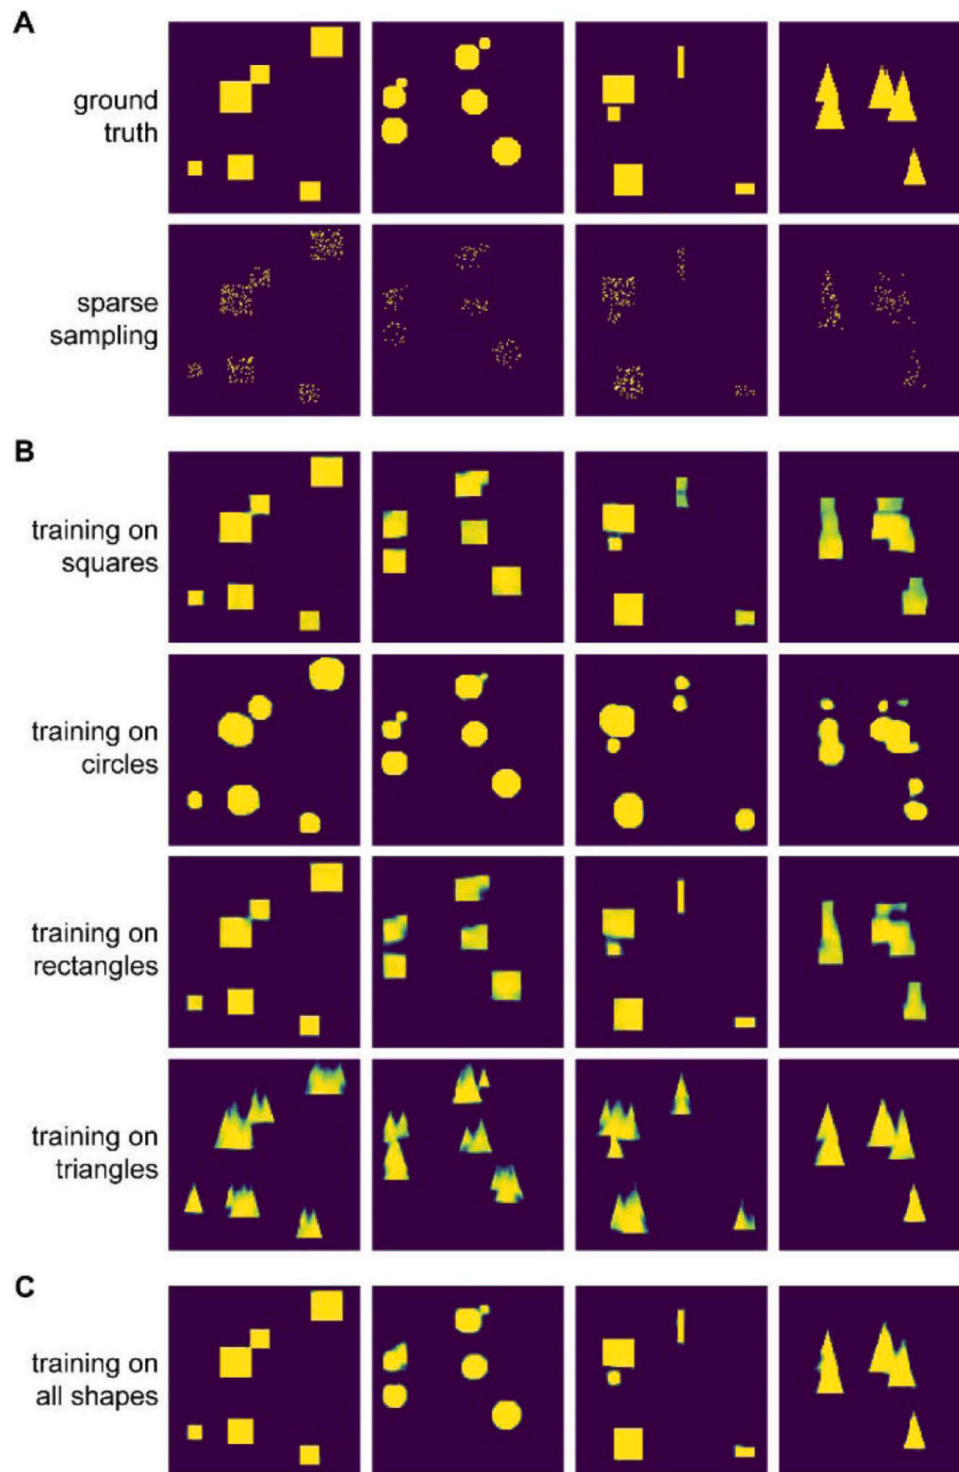 A
ground
truth
sparse
sampling
B
training on
squares
training on
circles
training on
rectangles
training on
triangles
C
training on
all shapes